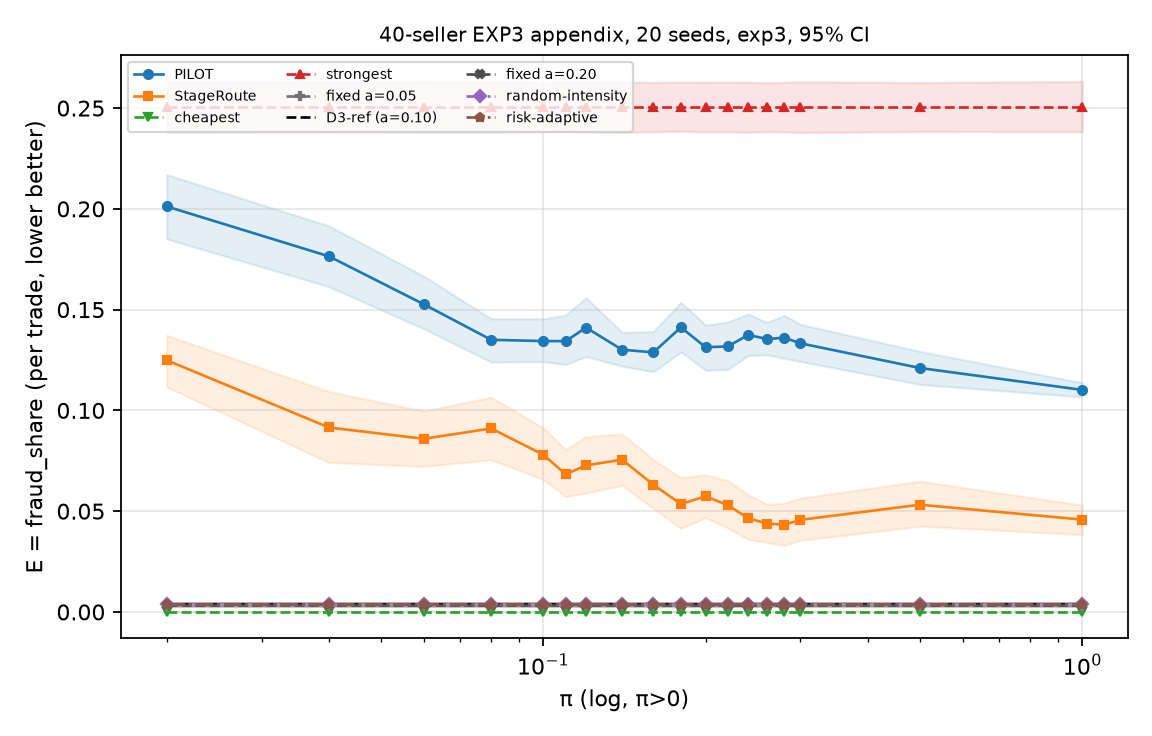 40-seller EXP3 appendix, 20 seeds, exp3, 95% CI
PILOT
StageRoute
cheapest
strongest
fixed a=0.05
D3-ref (a=0.10)
fixed a=0.20
random-intensity
risk-adaptive
E = fraud_share (per trade, lower better)
0.25
0.20
0.15
0.10
0.05
0.00
10⁻¹
10⁰
π (log, π>0)